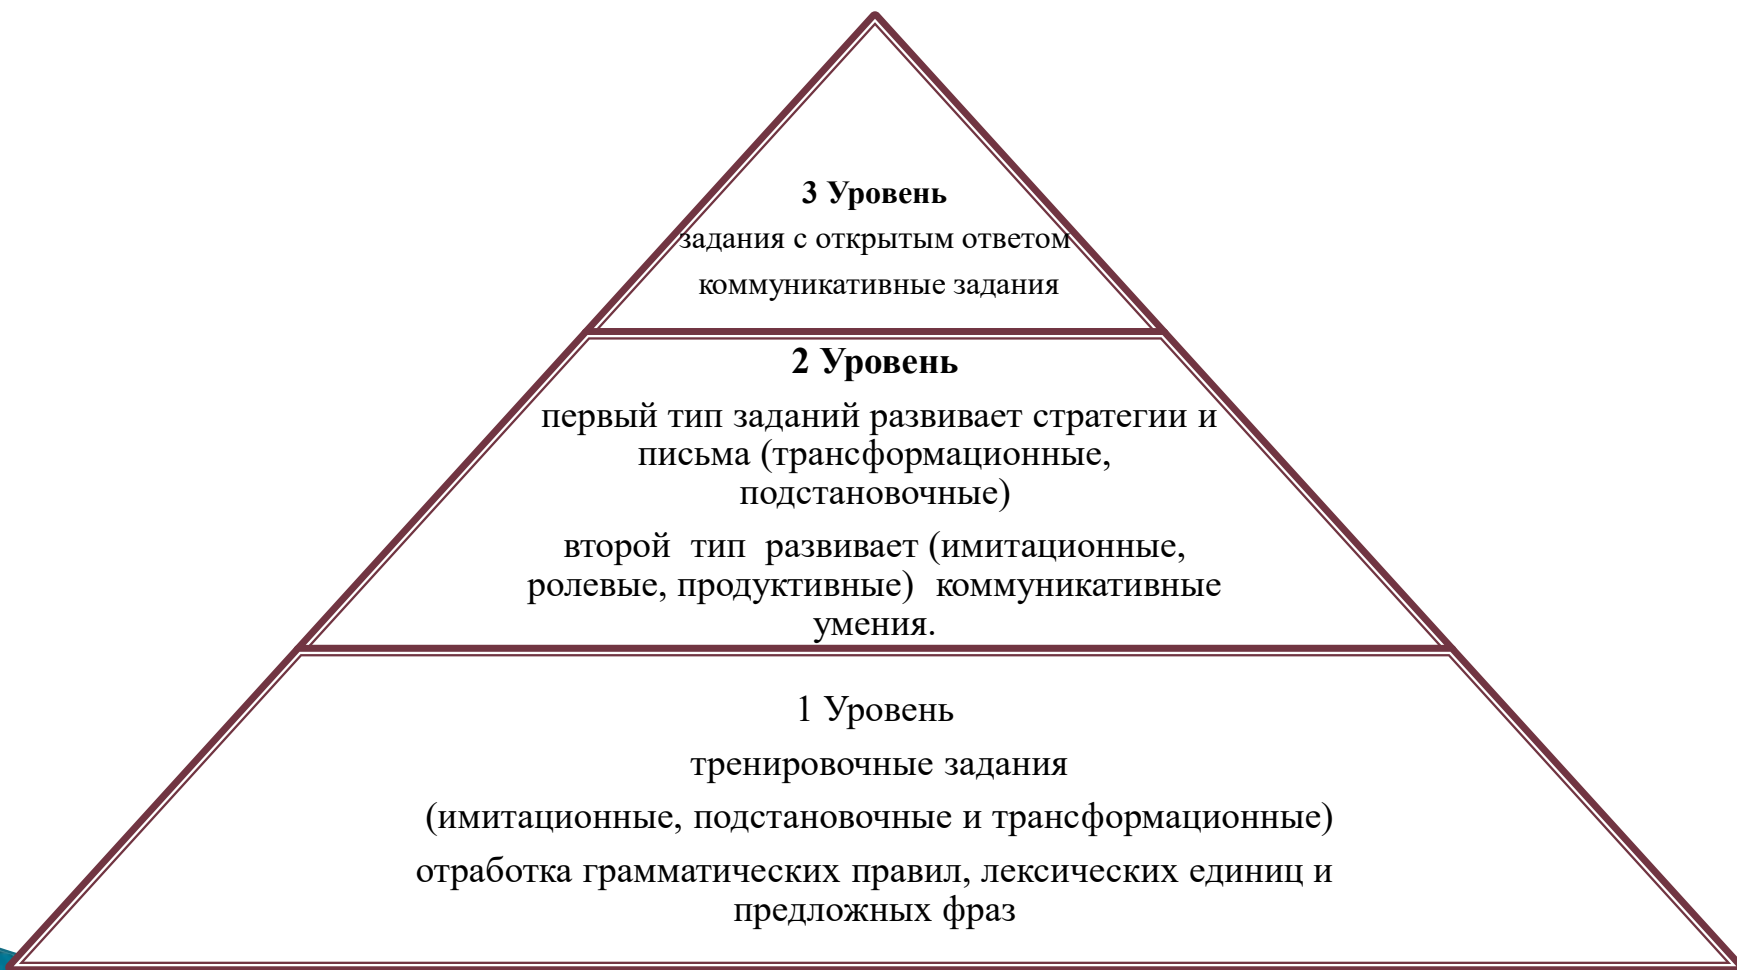 3 Уровень
задания с открытым ответом
коммуникативные задания
2 Уровень
первый тип заданий развивает стратегии и
письма (трансформационные,
подстановочные)
второй тип развивает (имитационные,
ролевые, продуктивные) коммуникативные
умения.
1 Уровень
тренировочные задания
(имитационные, подстановочные и трансформационные)
отработка грамматических правил, лексических единиц и
предложных фраз